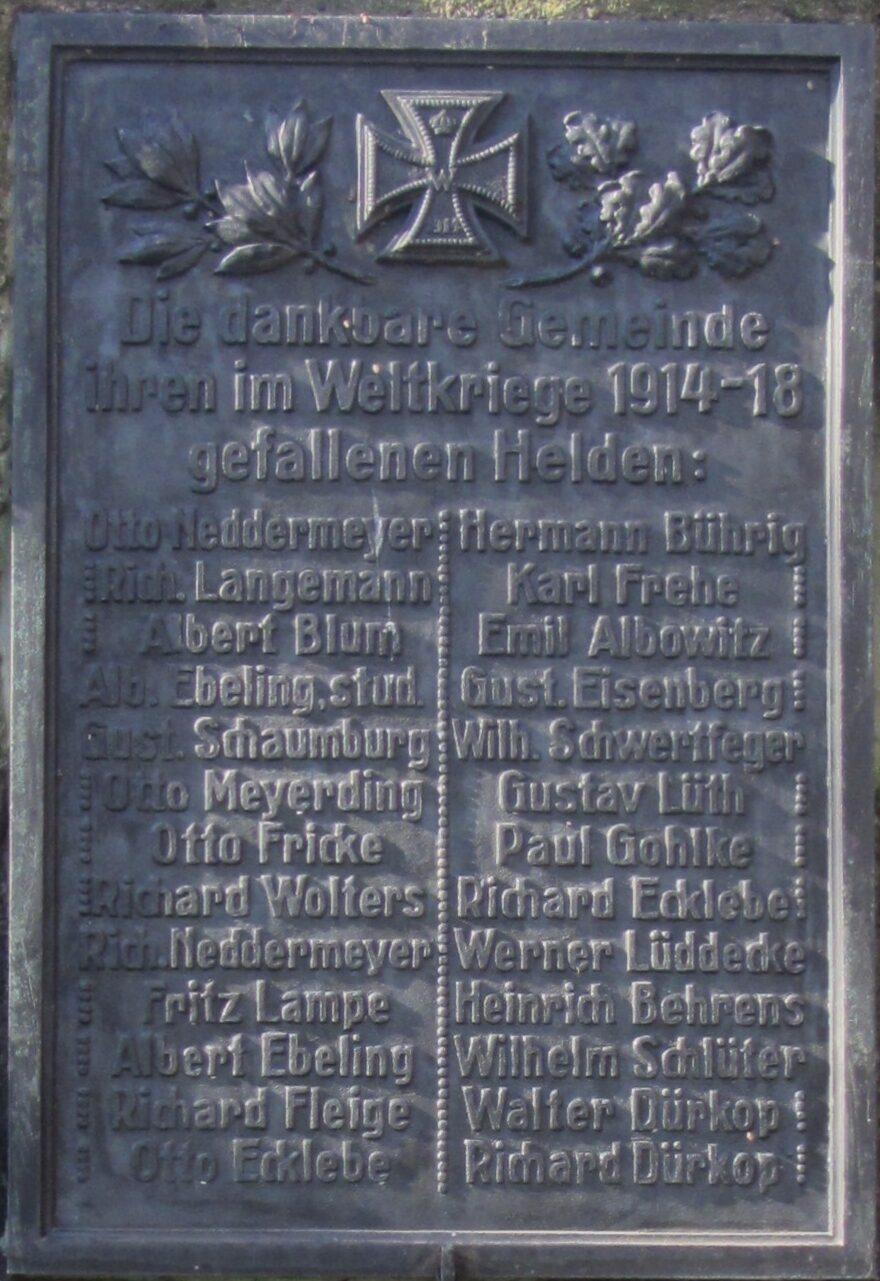 W
Die dankbare Gemeinde
ihren im Weltkriege 1914-18
gefallenen Helden:
Otto Neddermeyer
Rich. Langemann
Albert Blum
Alb. Ebeling, stud.
Gust. Schaumburg
Otto Meyerding
Otto Fricke
Richard Wolters
Rich. Neddermeyer
Fritz Lampe
Albert Ebeling
Richard Fleige
Otto Ecklebe
Hermann Bührig
Karl Frehe
Emil Albowitz
Gust. Eisenberg
Wilh. Schwertfeger
Gustav Lüth
Paul Gohlke
Richard Ecklebe
Werner Lüddecke
Heinrich Behrens
Wilhelm Schlüter
Walter Dürkop
Richard Dürkop